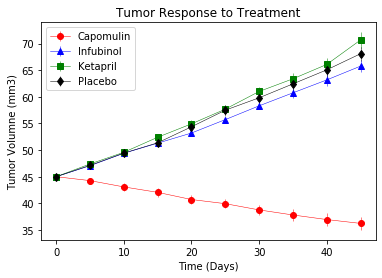 Tumor Response to Treatment
Capomulin
Infubinol
Ketapril
Placebo
Tumor Volumne (mm3)
70
65
60
55
50
45
40
35
0
10
20
30
40
Time (Days)